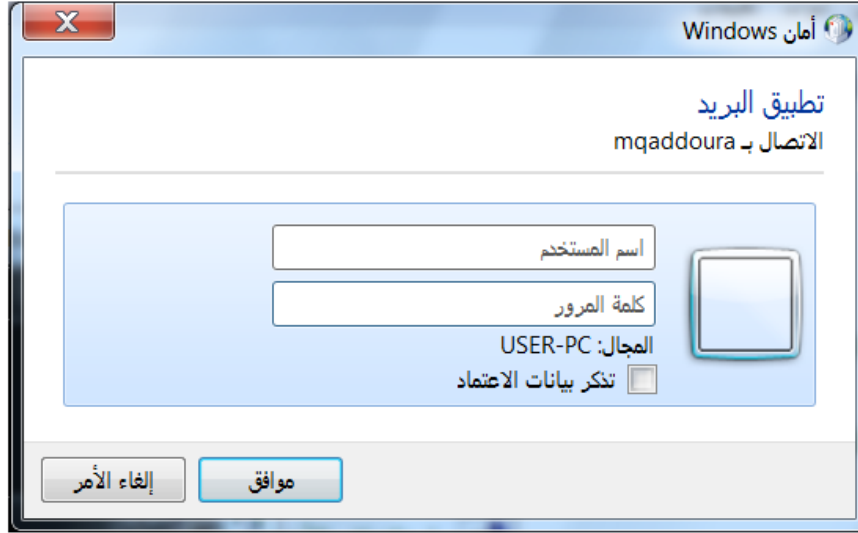 أمان Windows
تطبيق البريد
الاتصال بـ mqaddoura
اسم المستخدم
كلمة المرور
المجال: USER-PC
تذكر بيانات الاعتماد
موافق
إلغاء الأمر